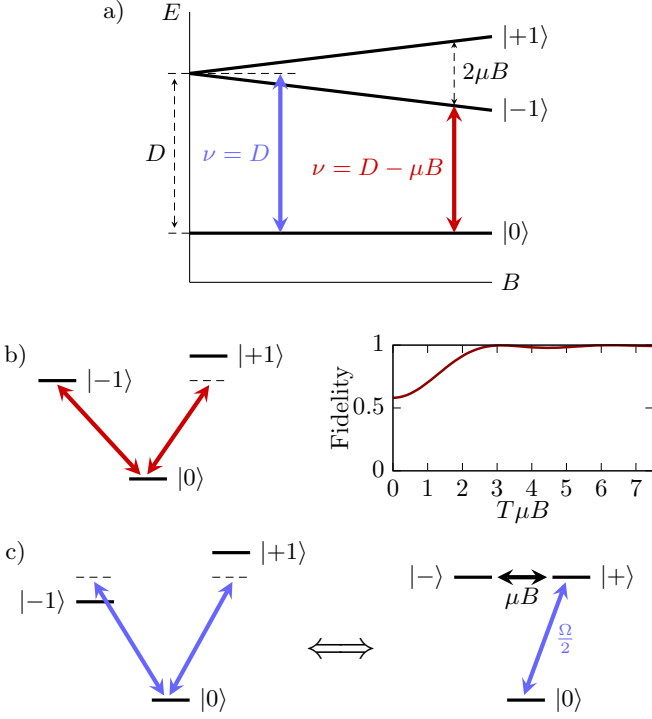 a)
E
|+1⟩
2μB
|−1⟩
D
ν = D
ν = D − μB
|0⟩
B
b)
|−1⟩
|+1⟩
|0⟩
Fidelity
1
0.5
0
0 1 2 3 4 5 6 7
TμB
c)
|−1⟩
|+1⟩
|0⟩
⟺
|−⟩
|+⟩
μB
Ω/2
|0⟩